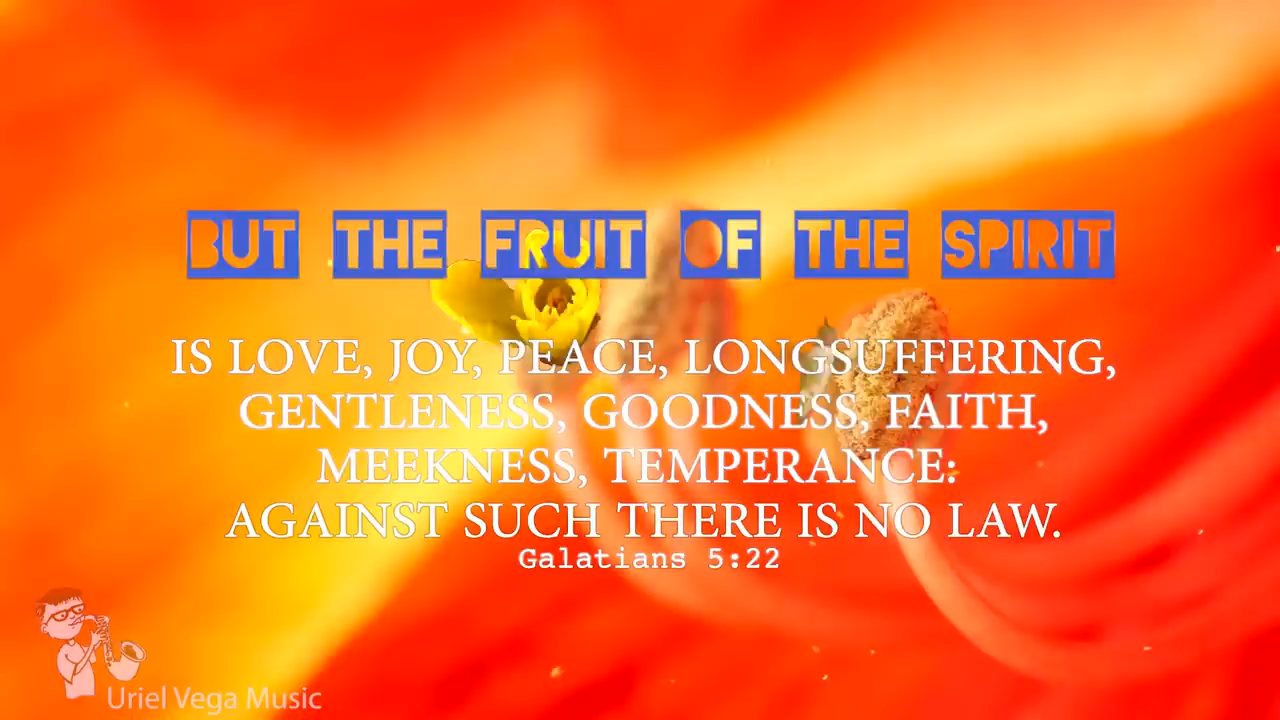 BUT THE FRUIT OF THE SPIRIT
IS LOVE, JOY, PEACE, LONGSUFFERING,
GENTLENESS, GOODNESS, FAITH,
MEEKNESS, TEMPERANCE:
AGAINST SUCH THERE IS NO LAW.
Galatians 5:22
Uriel Vega Music